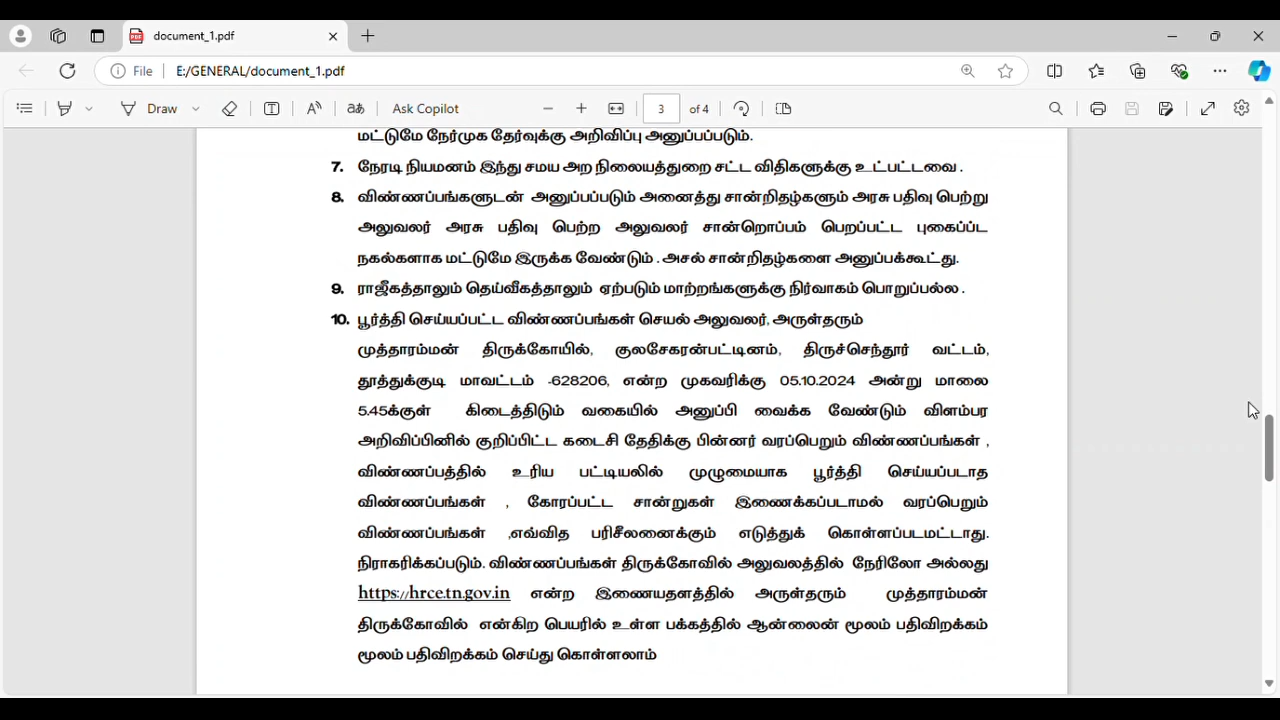 document_1.pdf
File E:/GENERAL/document_1.pdf
Draw Ask Copilot 3 of 4
மட்டுமே நேர்முக தேர்வுக்கு அறிவிப்பு அனுப்பப்படும்.
7. நேரடி நியமனம் இந்து சமய அற நிலையத்துறை சட்ட விதிகளுக்கு உட்பட்டவை .
8. விண்ணப்பங்களுடன் அனுப்பப்படும் அனைத்து சான்றிதழ்களும் அரசு பதிவு பெற்று
அலுவலர் அரசு பதிவு பெற்ற அலுவலர் சான்றொப்பம் பெறப்பட்ட புகைப்ப்ட
நகல்களாக மட்டுமே இருக்க வேண்டும் . அசல் சான்றிதழ்களை அனுப்பக்கூட்து.
9. ராஜீகத்தாலும் தெய்வீகத்தாலும் ஏற்படும் மாற்றங்களுக்கு நிர்வாகம் பொறுப்பல்ல .
10. பூர்த்தி செய்யப்பட்ட விண்ணப்பங்கள் செயல் அலுவலர், அருள்தரும்
முத்தாரம்மன் திருக்கோயில், குலசேகரன்பட்டினம், திருச்செந்தூர் வட்டம்,
தூத்துக்குடி மாவட்டம் -628206, என்ற முகவரிக்கு 05.10.2024 அன்று மாலை
5.45க்குள் கிடைத்திடும் வகையில் அனுப்பி வைக்க வேண்டும் விளம்பர
அறிவிப்பினில் குறிப்பிட்ட கடைசி தேதிக்கு பின்னர் வரப்பெறும் விண்ணப்பங்கள் ,
விண்ணப்பத்தில் உரிய பட்டியலில் முழுமையாக பூர்த்தி செய்யப்படாத
விண்ணப்பங்கள் , கோரப்பட்ட சான்றுகள் இணைக்கப்படாமல் வரப்பெறும்
விண்ணப்பங்கள் ,எவ்வித பரிசீலனைக்கும் எடுத்துக் கொள்ளப்படமட்டாது.
நிராகரிக்கப்படும். விண்ணப்பங்கள் திருக்கோவில் அலுவலத்தில் நேரிலோ அல்லது
https://hrce.tn.gov.in என்ற இணையதளத்தில் அருள்தரும் முத்தாரம்மன்
திருக்கோவில் என்கிற பெயரில் உள்ள பக்கத்தில் ஆன்லைன் மூலம் பதிவிறக்கம்
மூலம் பதிவிறக்கம் செய்து கொள்ளலாம்